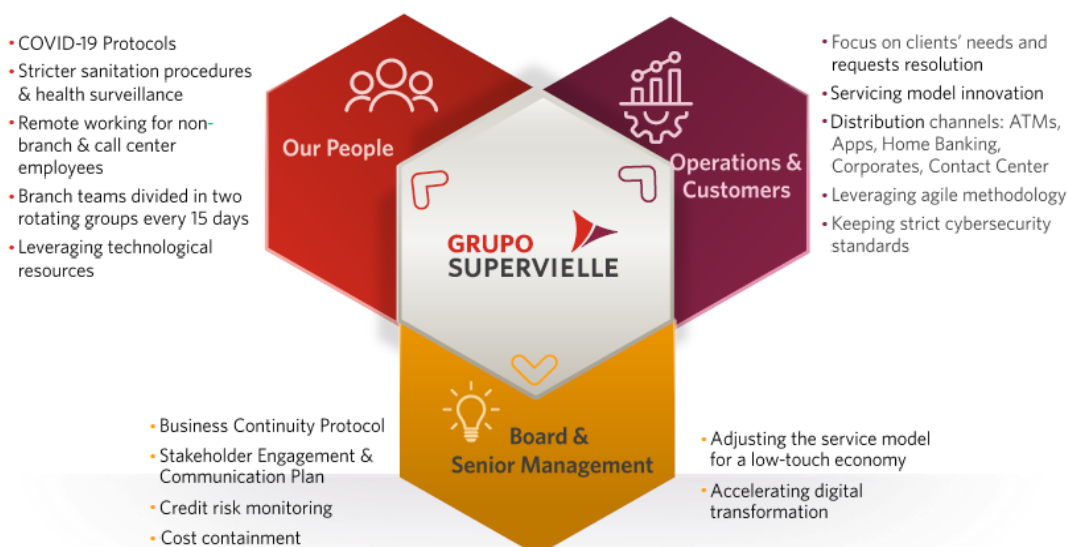 • COVID-19 Protocols
• Stricter sanitation procedures
& health surveillance
• Remote working for non-
branch & call center
employees
• Branch teams divided in two
rotating groups every 15 days
• Leveraging technological
resources
Our People
Operations &
Customers
• Focus on clients' needs and
requests resolution
• Servicing model innovation
• Distribution channels: ATMs,
Apps, Home Banking,
Corporates, Contact Center
• Leveraging agile methodology
• Keeping strict cybersecurity
standards
GRUPO
SUPERVIELLE
Board &
Senior Management
• Business Continuity Protocol
• Stakeholder Engagement &
Communication Plan
• Credit risk monitoring
• Cost containment
• Adjusting the service model
for a low-touch economy
• Accelerating digital
transformation